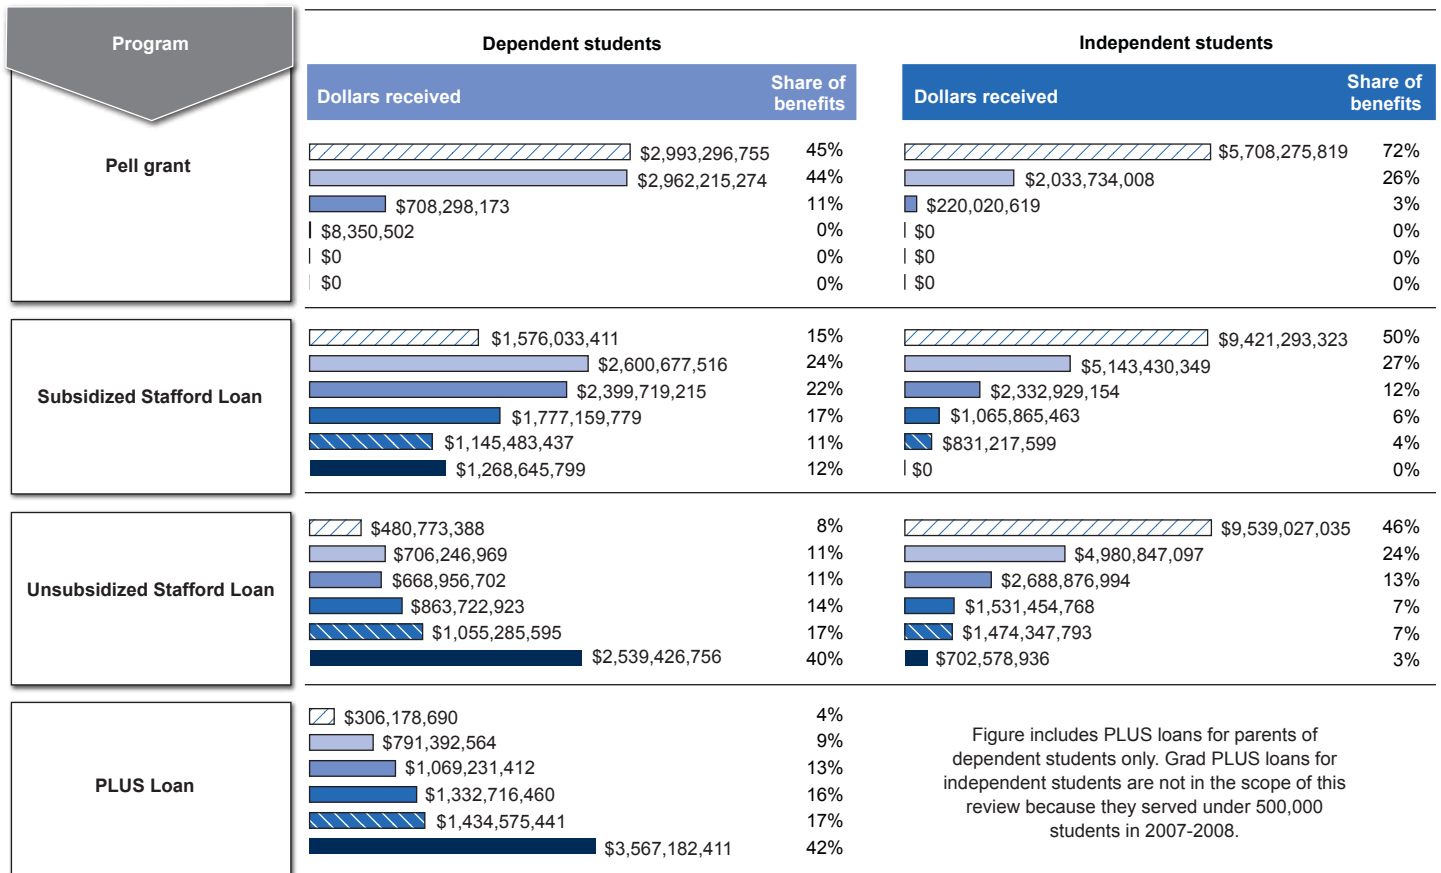 Program
Dependent students
Independent students
Dollars received
Share of
benefits
Dollars received
Share of
benefits
Pell grant
$2,993,296,755 45%
$2,962,215,274 44%
$708,298,173 11%
$8,350,502 0%
$0 0%
$0 0%
$5,708,275,819 72%
$2,033,734,008 26%
$220,020,619 3%
$0 0%
$0 0%
$0 0%
Subsidized Stafford Loan
$1,576,033,411 15%
$2,600,677,516 24%
$2,399,719,215 22%
$1,777,159,779 17%
$1,145,483,437 11%
$1,268,645,799 12%
$9,421,293,323 50%
$5,143,430,349 27%
$2,332,929,154 12%
$1,065,865,463 6%
$831,217,599 4%
$0 0%
Unsubsidized Stafford Loan
$480,773,388 8%
$706,246,969 11%
$668,956,702 11%
$863,722,923 14%
$1,055,285,595 17%
$2,539,426,756 40%
$9,539,027,035 46%
$4,980,847,097 24%
$2,688,876,994 13%
$1,531,454,768 7%
$1,474,347,793 7%
$702,578,936 3%
PLUS Loan
$306,178,690 4%
$791,392,564 9%
$1,069,231,412 13%
$1,332,716,460 16%
$1,434,575,441 17%
$3,567,182,411 42%
Figure includes PLUS loans for parents of
dependent students only. Grad PLUS loans for
independent students are not in the scope of this
review because they served under 500,000
students in 2007-2008.